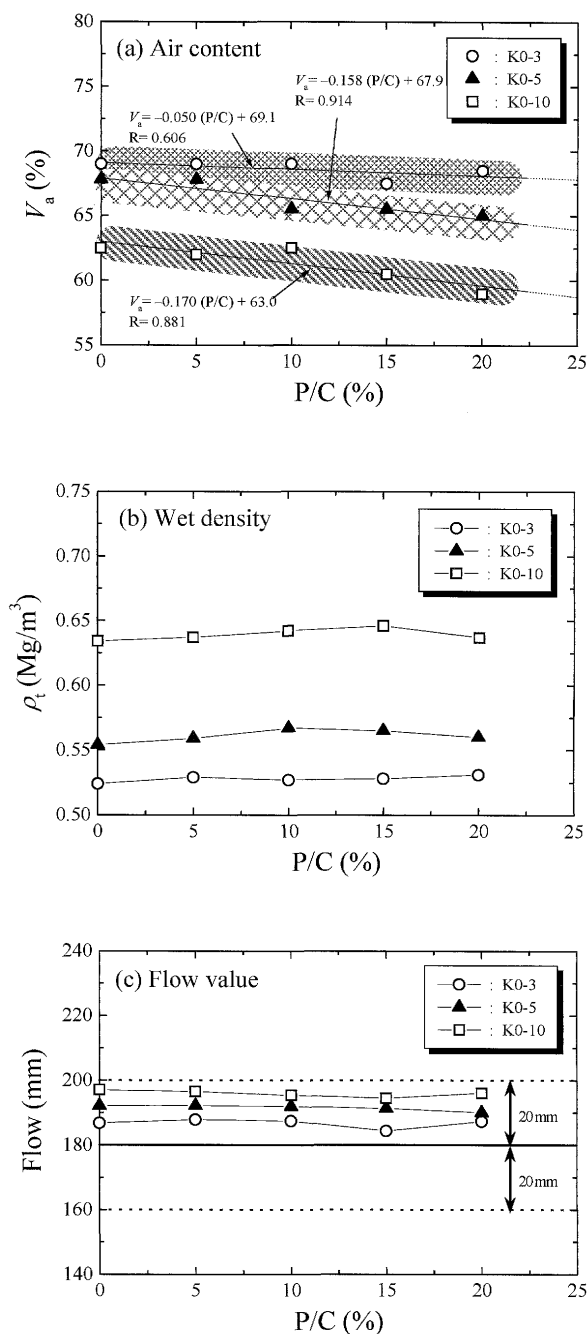 (a) Air content
○ : K0-3
▲ : K0-5
□ : K0-10
Vₐ = −0.158 (P/C) + 67.9
R= 0.914
Vₐ= −0.050 (P/C) + 69.1
R= 0.606
Vₐ= −0.170 (P/C) + 63.0
R= 0.881
80
75
70
65
60
55
Vₐ (%)
0 5 10 15 20 25
P/C (%)
(b) Wet density
○ : K0-3
▲ : K0-5
□ : K0-10
0.75
0.70
0.65
0.60
0.55
0.50
ρₜ (Mg/m³)
0 5 10 15 20 25
P/C (%)
(c) Flow value
○ : K0-3
▲ : K0-5
□ : K0-10
240
220
200
180
160
140
Flow (mm)
20mm
20mm
0 5 10 15 20 25
P/C (%)